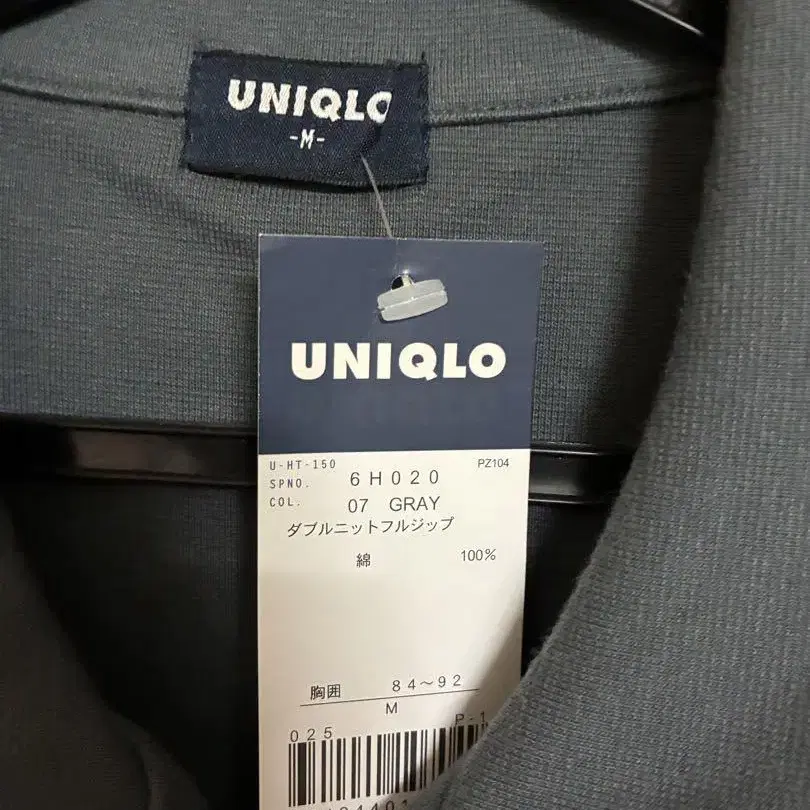 UNIQLO
-M-
UNIQLO
U-HT-150 PZ104
SPNO. 6H020
COL. 07 GRAY
ダブルニットフルジップ
綿 100%
胸囲 84~92
M
025 P-1